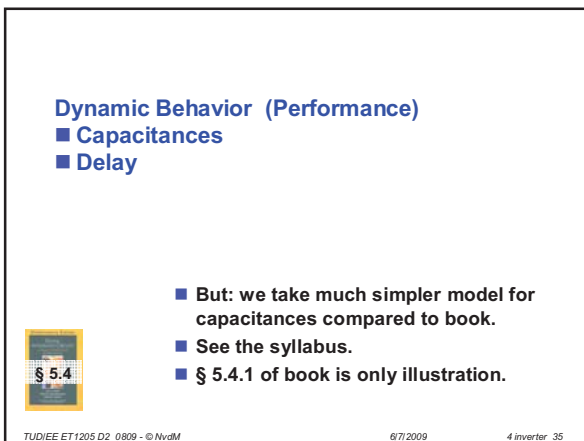 Dynamic Behavior (Performance)
■ Capacitances
■ Delay
■ But: we take much simpler model for
capacitances compared to book.
■ See the syllabus.
■ § 5.4.1 of book is only illustration.
§ 5.4
TUD/EE ET1205 D2 0809 - © NvdM 6/7/2009 4 inverter 35